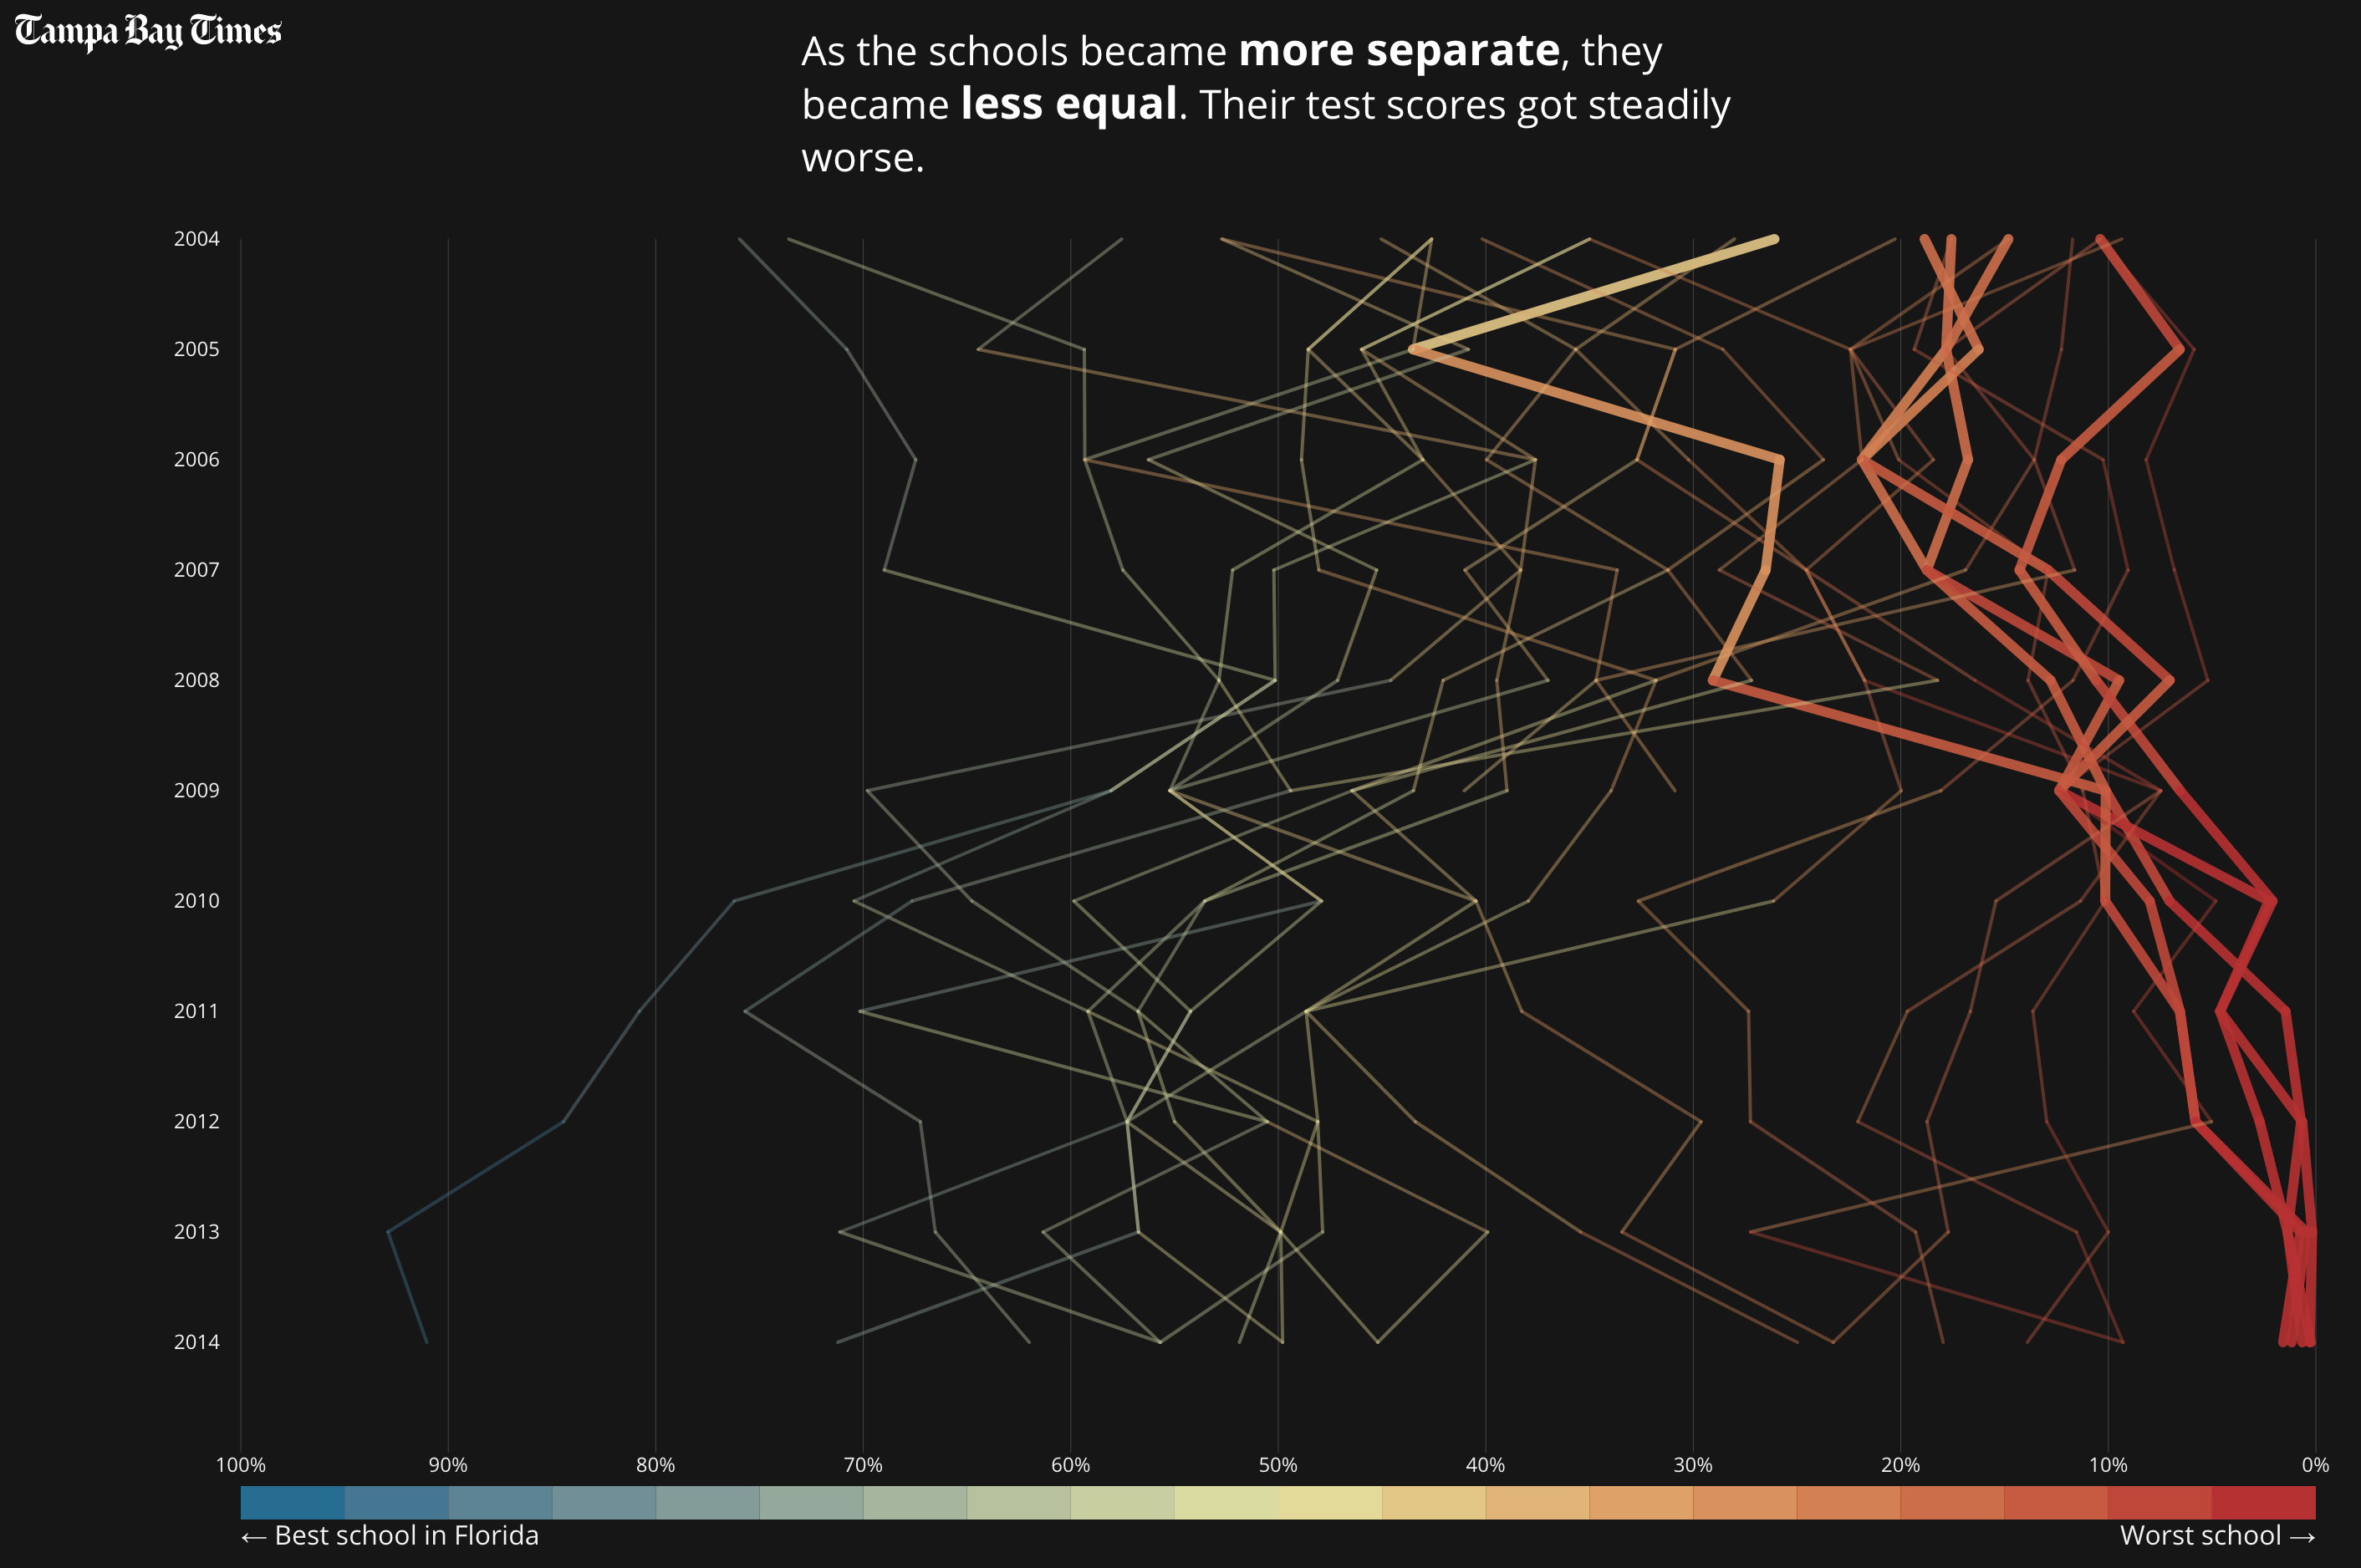 Tampa Bay Times
As the schools became more separate, they
became less equal. Their test scores got steadily
worse.
2004
2005
2006
2007
2008
2009
2010
2011
2012
2013
2014
100% 90% 80% 70% 60% 50% 40% 30% 20% 10% 0%
← Best school in Florida Worst school →